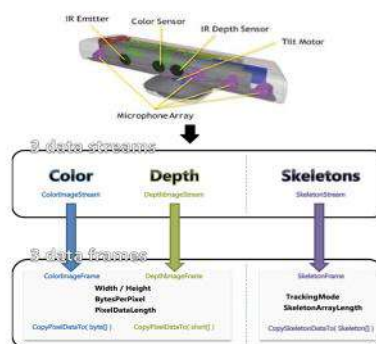 IR Emitter
Color Sensor
IR Depth Sensor
Tilt Motor
Microphone Array
3 data streams
Color Depth Skeletons
ColorImageStream DepthImageStream SkeletonStream
3 data frames
ColorImageFrame DepthImageFrame SkeletonFrame
Width / Height
BytesPerPixel
PixelDataLength
TrackingMode
SkeletonArrayLength
CopyPixelDataTo( byte[] ) CopyPixelDataTo( short[] ) CopySkeletonDataTo( Skeleton[] )